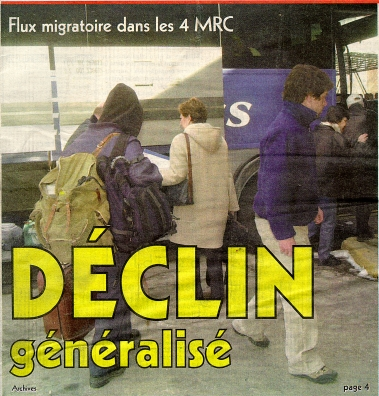 Flux migratoire dans les 4 MRC
S
DÉCLIN
généralisé
Archives
page 4